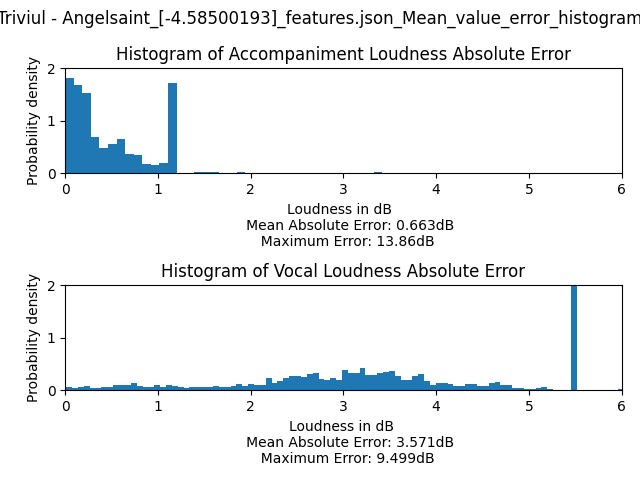 Triviul - Angelsaint_[-4.58500193]_features.json_Mean_value_error_histogram
Histogram of Accompaniment Loudness Absolute Error
Probability density
2
1
0
0 1 2 3 4 5 6
Loudness in dB
Mean Absolute Error: 0.663dB
Maximum Error: 13.86dB
Histogram of Vocal Loudness Absolute Error
Probability density
2
1
0
0 1 2 3 4 5 6
Loudness in dB
Mean Absolute Error: 3.571dB
Maximum Error: 9.499dB